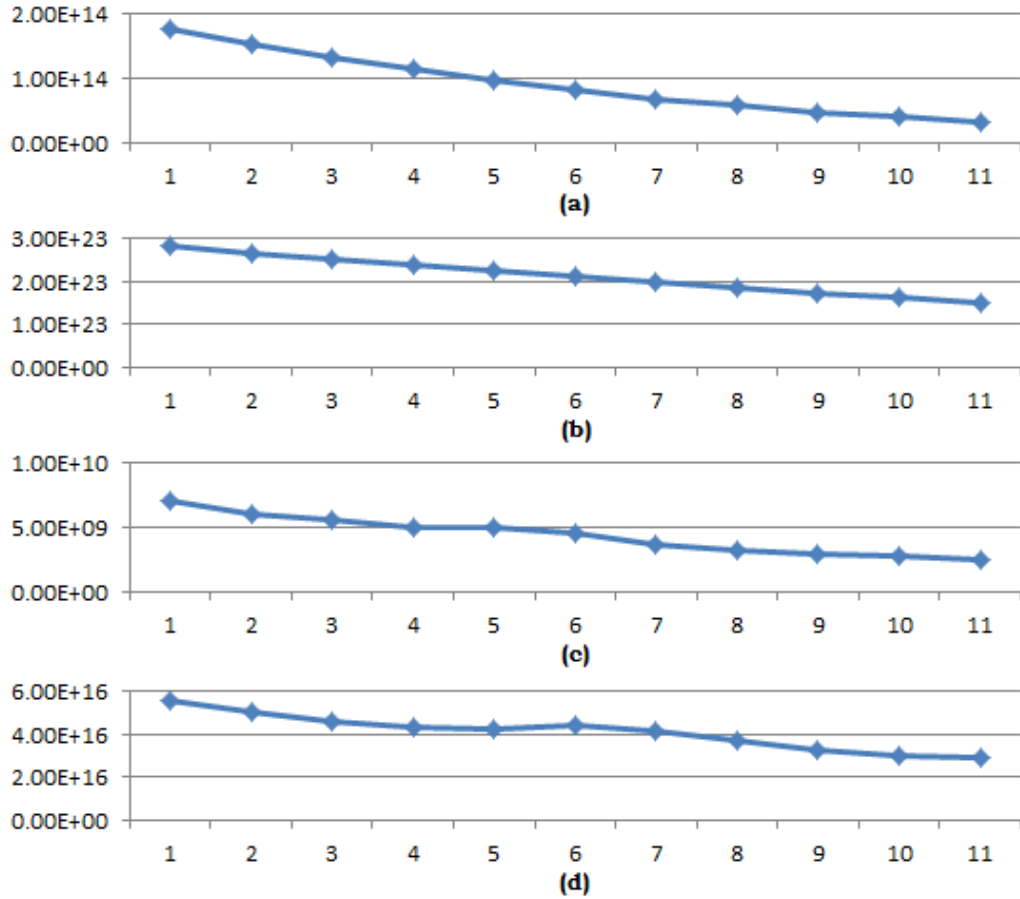 2.00E+14
1.00E+14
0.00E+00
1 2 3 4 5 6 7 8 9 10 11
(a)
3.00E+23
2.00E+23
1.00E+23
0.00E+00
1 2 3 4 5 6 7 8 9 10 11
(b)
1.00E+10
5.00E+09
0.00E+00
1 2 3 4 5 6 7 8 9 10 11
(c)
6.00E+16
4.00E+16
2.00E+16
0.00E+00
1 2 3 4 5 6 7 8 9 10 11
(d)